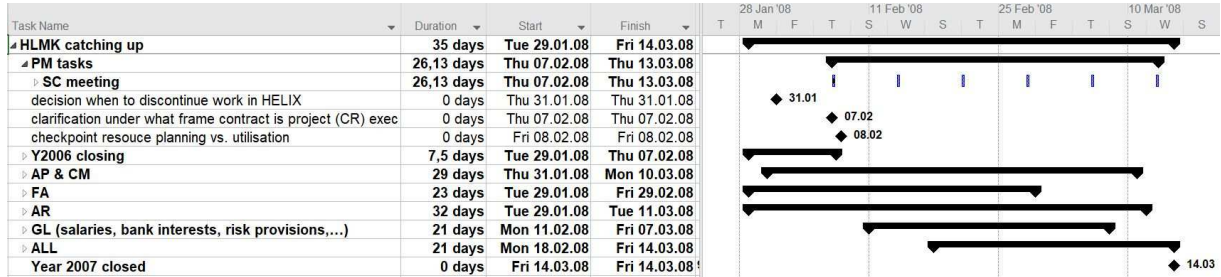 28 Jan '08 11 Feb '08 25 Feb '08 10 Mar '08
Task Name Duration Start Finish T M F T S W S T M F T S W S
HLMK catching up 35 days Tue 29.01.08 Fri 14.03.08
PM tasks 26,13 days Thu 07.02.08 Thu 13.03.08
SC meeting 26,13 days Thu 07.02.08 Thu 13.03.08
decision when to discontinue work in HELIX 0 days Thu 31.01.08 Thu 31.01.08 31.01
clarification under what frame contract is project (CR) exec 0 days Thu 07.02.08 Thu 07.02.08 07.02
checkpoint resouce planning vs. utilisation 0 days Fri 08.02.08 Fri 08.02.08 08.02
Y2006 closing 7,5 days Tue 29.01.08 Thu 07.02.08
AP & CM 29 days Thu 31.01.08 Mon 10.03.08
FA 23 days Tue 29.01.08 Fri 29.02.08
AR 32 days Tue 29.01.08 Tue 11.03.08
GL (salaries, bank interests, risk provisions,...) 21 days Mon 11.02.08 Fri 07.03.08
ALL 21 days Mon 18.02.08 Fri 14.03.08
Year 2007 closed 0 days Fri 14.03.08 Fri 14.03.08 14.03